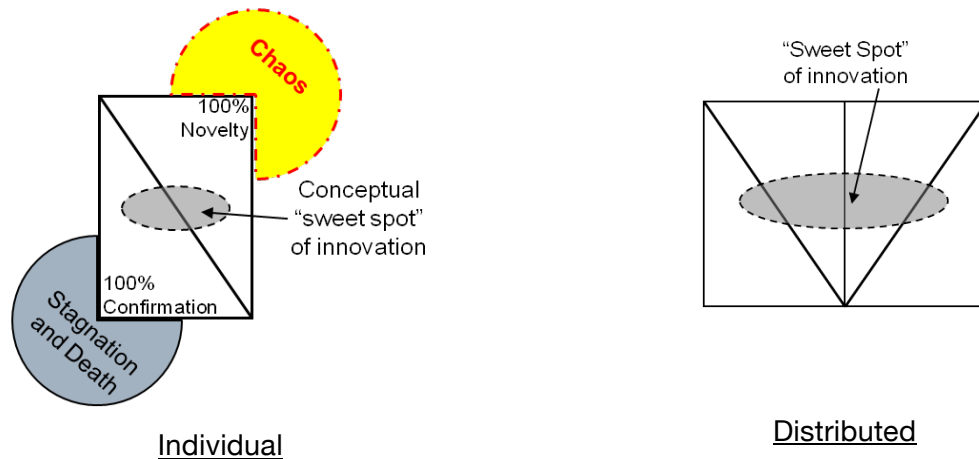 Chaos
100%
Novelty
Conceptual
“sweet spot”
of innovation
100%
Confirmation
Stagnation
and Death
Individual
“Sweet Spot”
of innovation
Distributed